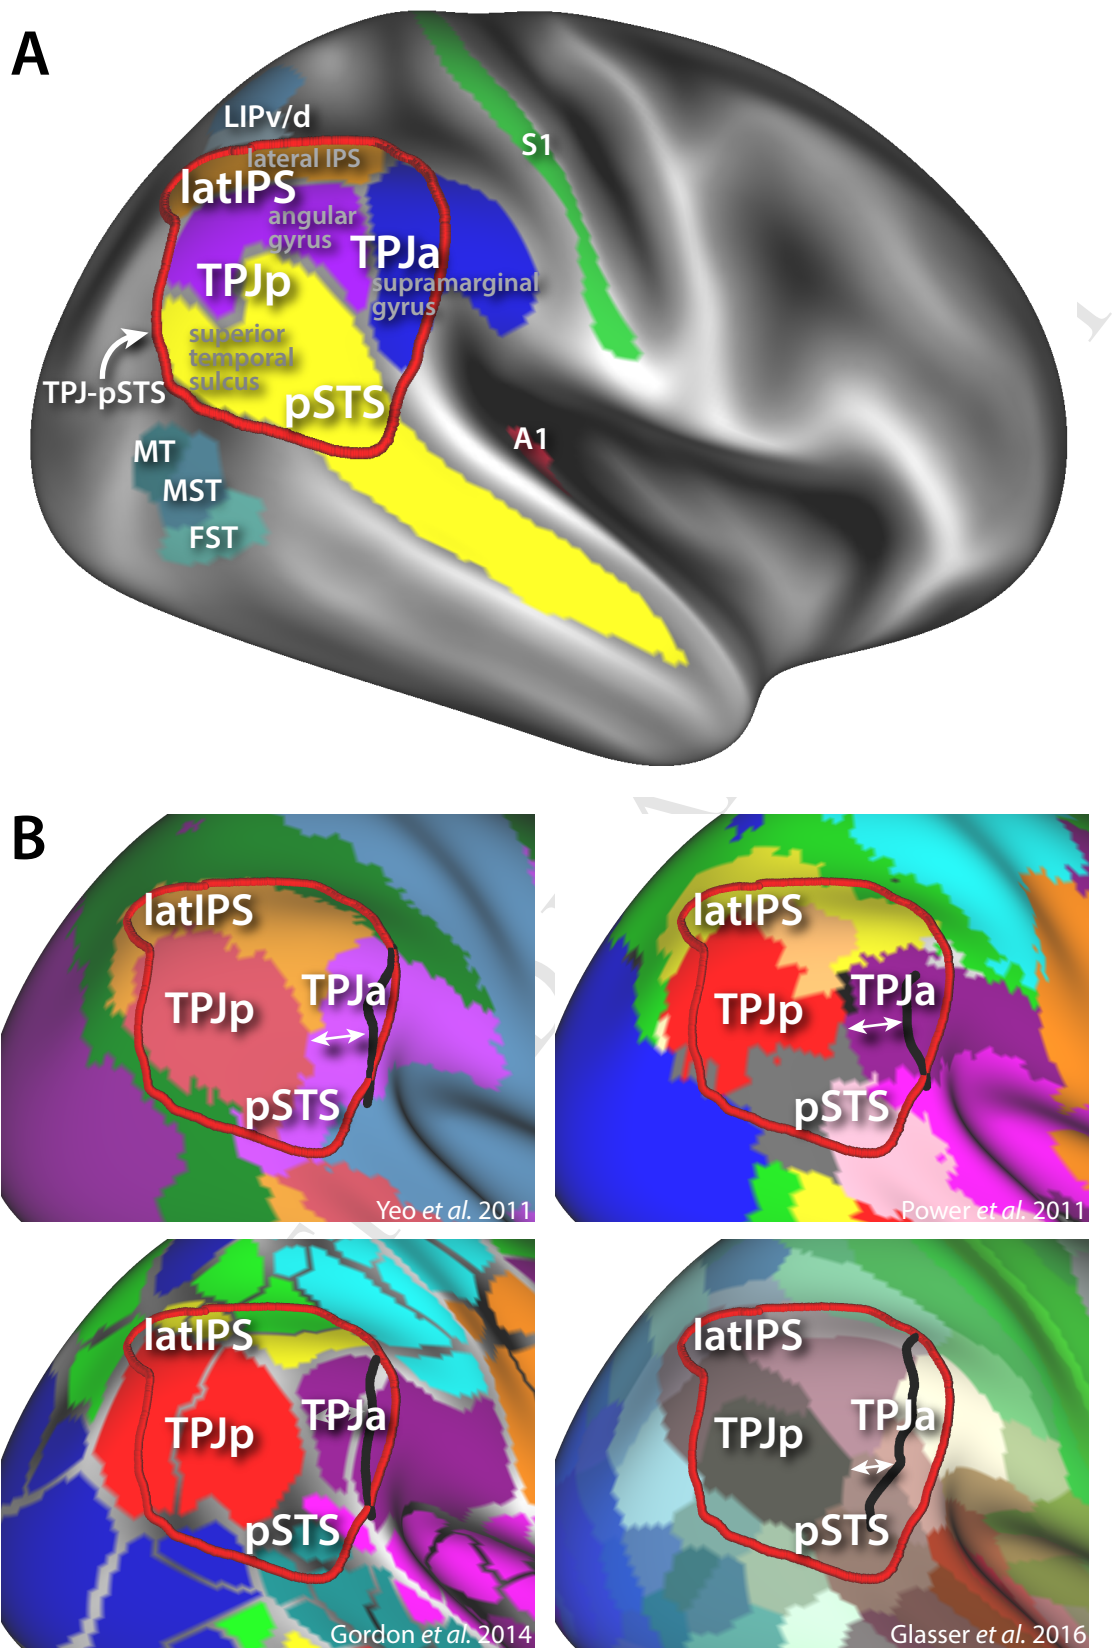 A
LIPv/d
S1
lateral IPS
latIPS
angular
gyrus
TPJa
TPJp
supramarginal
gyrus
superior
temporal
sulcus
TPJ-pSTS
pSTS
A1
MT
MST
FST
B
latIPS
TPJa
TPJp
pSTS
Yeo et al. 2011
latIPS
TPJa
TPJp
pSTS
Power et al. 2011
latIPS
TPJa
TPJp
pSTS
Gordon et al. 2014
latIPS
TPJa
TPJp
pSTS
Glasser et al. 2016